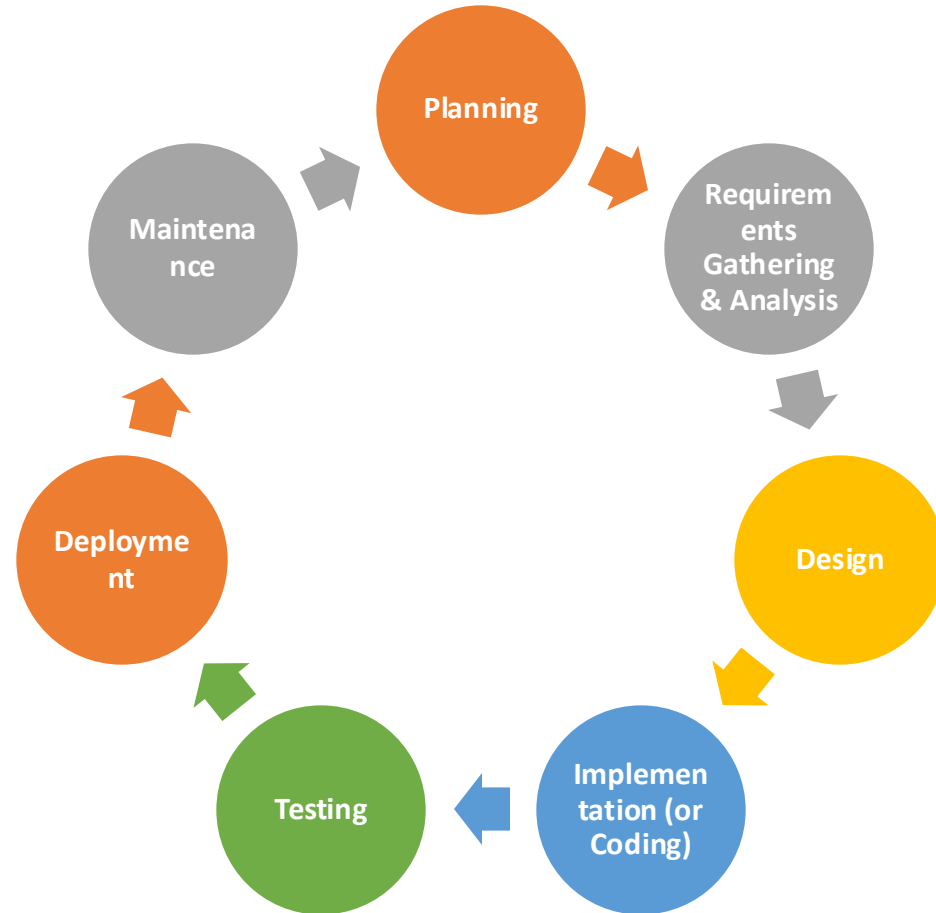 Planning
Requirem
ents
Gathering
& Analysis
Design
Implemen
tation (or
Coding)
Testing
Deployme
nt
Maintena
nce